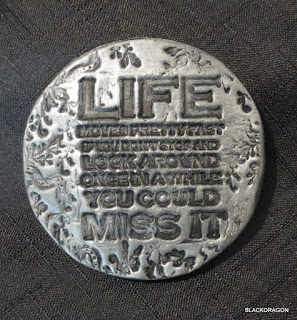 LIFE
MOVES PRETTY FAST
IF YOU DON'T STOP AND
LOOK AROUND
ONCE IN A WHILE
YOU COULD
MISS IT
BLACKDRAGON